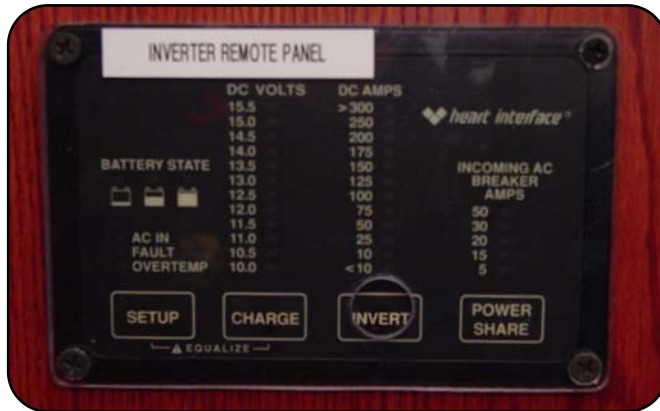 INVERTER REMOTE PANEL
DC VOLTS
15.5
15.0
14.5
14.0
13.5
13.0
12.5
12.0
11.5
11.0
10.5
10.0
DC AMPS
>300
250
200
175
150
125
100
75
50
25
10
<10
heart interface®
BATTERY STATE
AC IN
FAULT
OVERTEMP
INCOMING AC
BREAKER
AMPS
50
30
20
15
5
SETUP
CHARGE
INVERT
POWER
SHARE
EQUALIZE